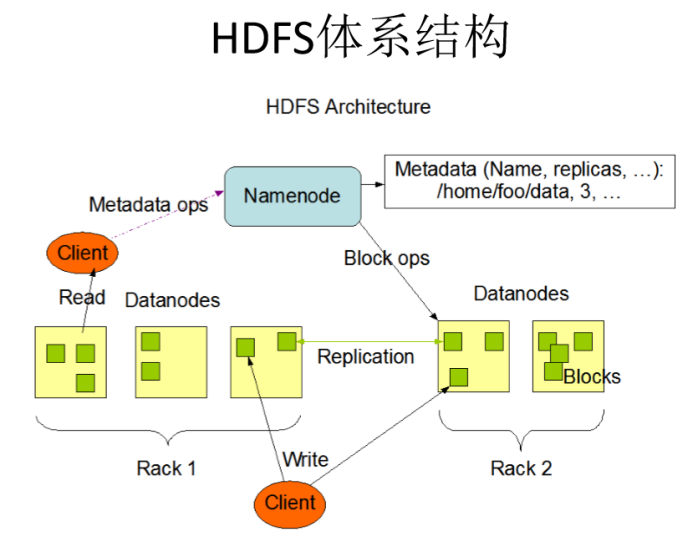 HDFS体系结构
HDFS Architecture
Metadata (Name, replicas, ...):
/home/foo/data, 3, ...
Namenode
Metadata ops
Client
Block ops
Read
Datanodes
Datanodes
Replication
Blocks
Rack 1
Write
Rack 2
Client